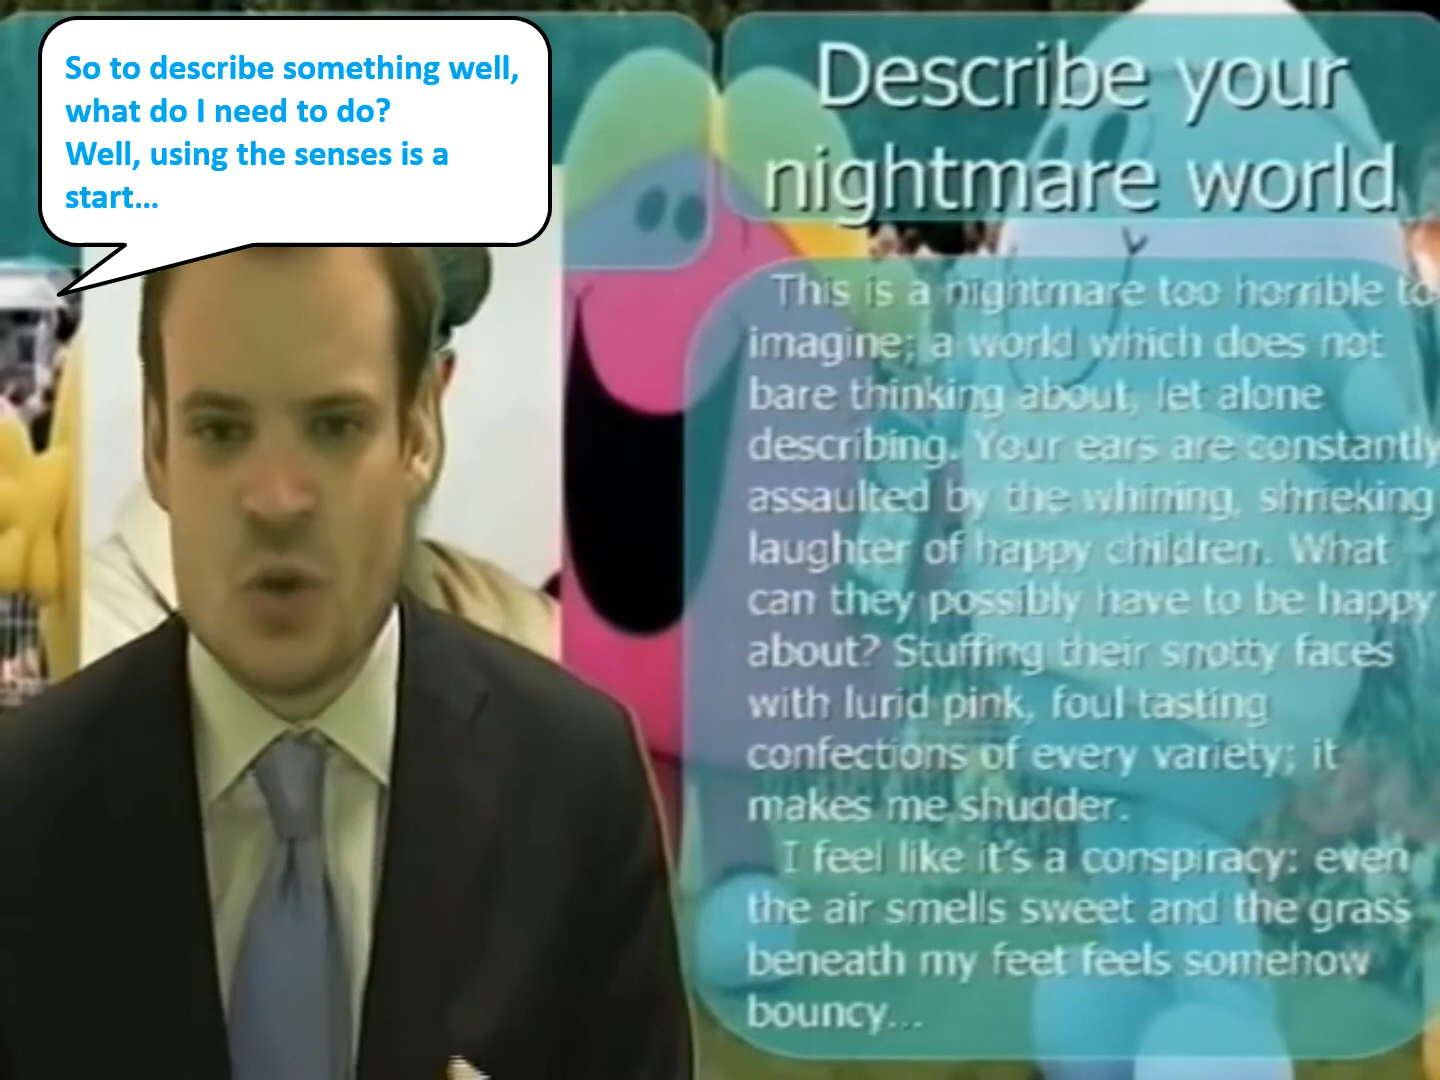 So to describe something well,
what do I need to do?
Well, using the senses is a
start...
Describe your
nightmare world
This is a nightmare too horrible to
imagine; a world which does not
bare thinking about, let alone
describing. Your ears are constantly
assaulted by the whining, shrieking
laughter of happy children. What
can they possibly have to be happy
about? Stuffing their snotty faces
with lurid pink, foul tasting
confections of every variety; it
makes me shudder.
I feel like it's a conspiracy: even
the air smells sweet and the grass
beneath my feet feels somehow
bouncy...